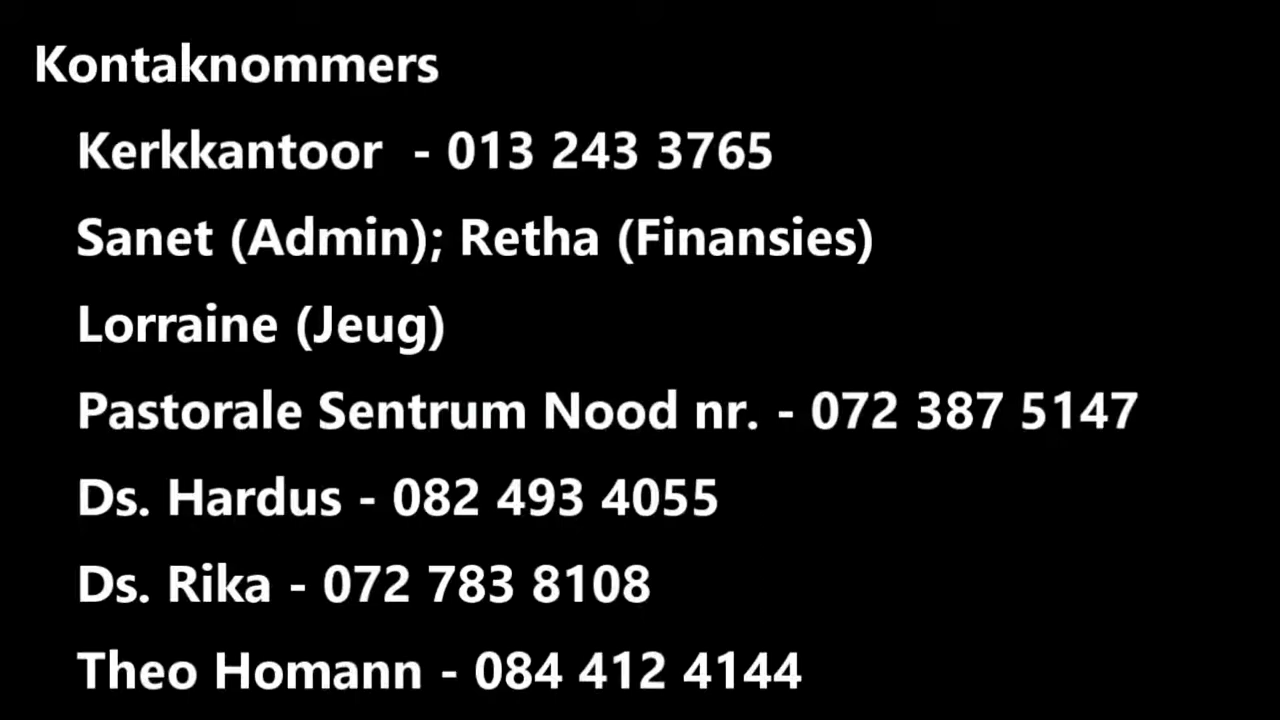 Kontaknommers
Kerkkantoor - 013 243 3765
Sanet (Admin); Retha (Finansies)
Lorraine (Jeug)
Pastorale Sentrum Nood nr. - 072 387 5147
Ds. Hardus - 082 493 4055
Ds. Rika - 072 783 8108
Theo Homann - 084 412 4144